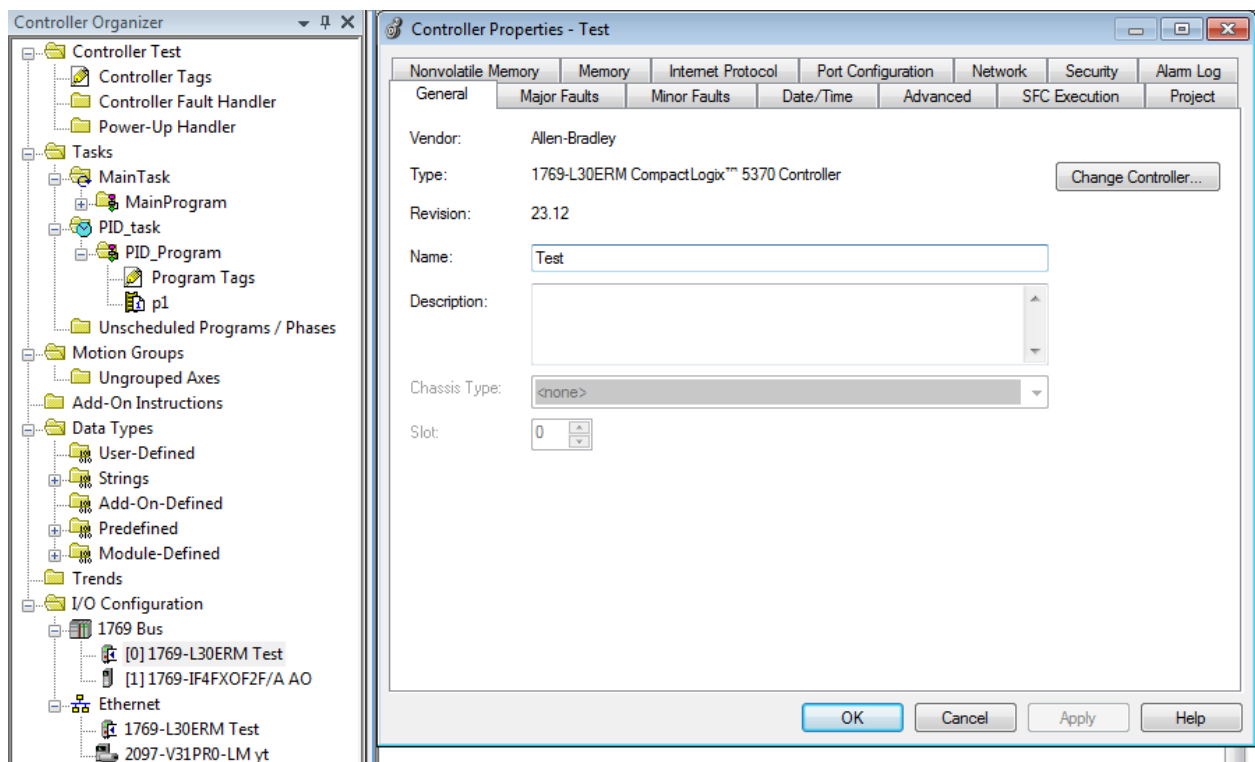 Controller Organizer
Controller Test
Controller Tags
Controller Fault Handler
Power-Up Handler
Tasks
MainTask
MainProgram
PID_task
PID_Program
Program Tags
p1
Unscheduled Programs / Phases
Motion Groups
Ungrouped Axes
Add-On Instructions
Data Types
User-Defined
Strings
Add-On-Defined
Predefined
Module-Defined
Trends
I/O Configuration
1769 Bus
[0] 1769-L30ERM Test
[1] 1769-IF4FXOF2F/A AO
Ethernet
1769-L30ERM Test
2097-V31PR0-LM yt
Controller Properties - Test
Nonvolatile Memory Memory Internet Protocol Port Configuration Network Security Alarm Log
General Major Faults Minor Faults Date/Time Advanced SFC Execution Project
Vendor: Allen-Bradley
Type: 1769-L30ERM CompactLogix™ 5370 Controller Change Controller...
Revision: 23.12
Name: Test
Description:
Chassis Type: <none>
Slot: 0
OK Cancel Apply Help